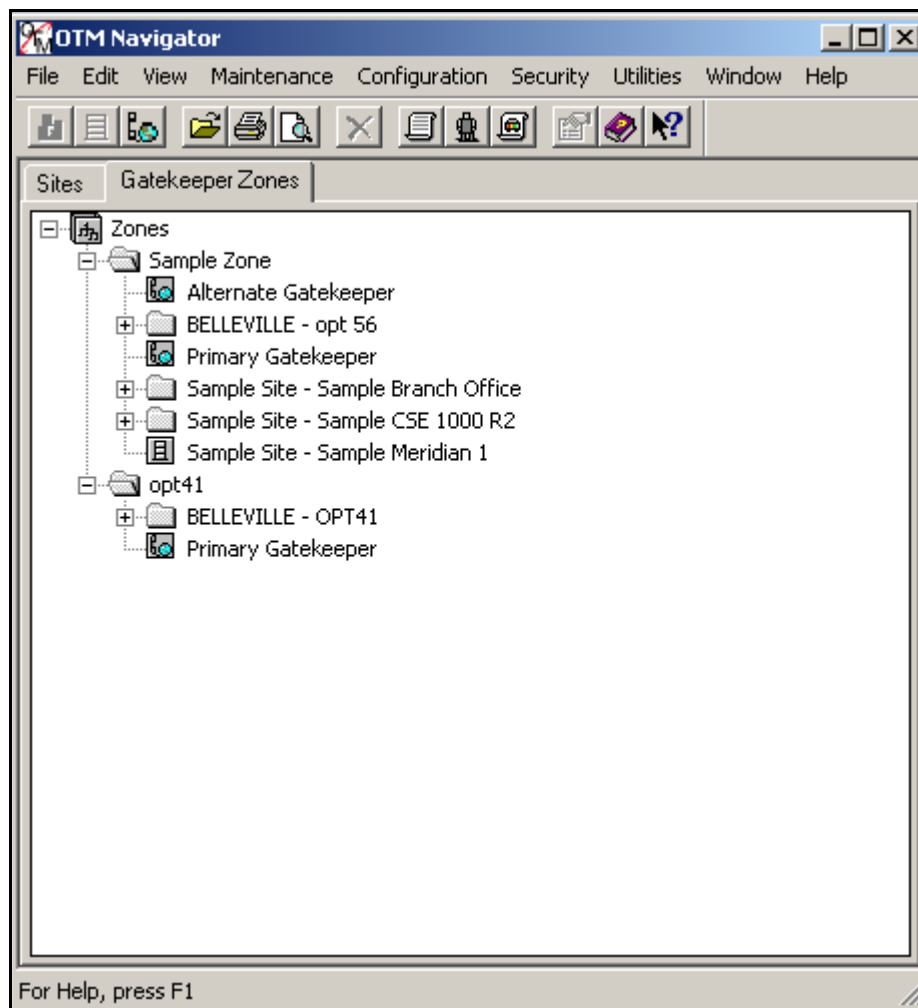 OTM Navigator
File Edit View Maintenance Configuration Security Utilities Window Help
Sites Gatekeeper Zones
Zones
Sample Zone
Alternate Gatekeeper
BELLEVILLE - opt 56
Primary Gatekeeper
Sample Site - Sample Branch Office
Sample Site - Sample CSE 1000 R2
Sample Site - Sample Meridian 1
opt41
BELLEVILLE - OPT41
Primary Gatekeeper
For Help, press F1